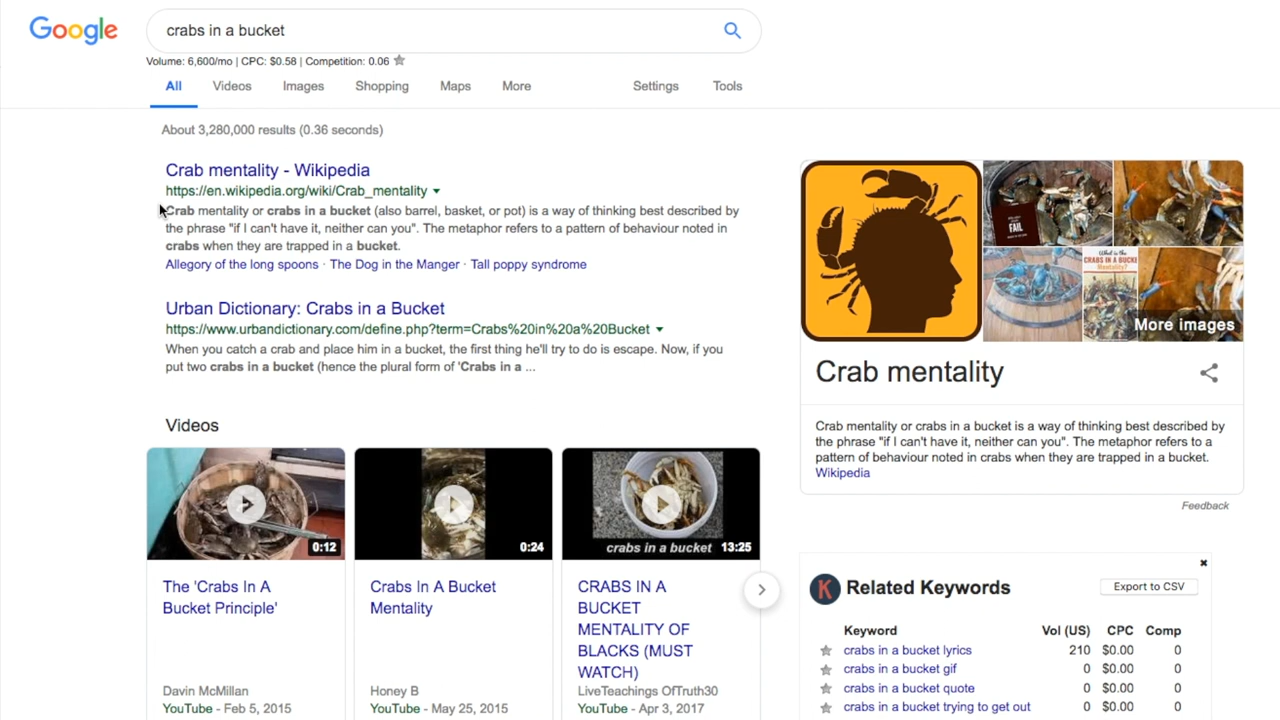 Google
crabs in a bucket
Volume: 6,600/mo | CPC: $0.58 | Competition: 0.06
All
Videos
Images
Shopping
Maps
More
Settings
Tools
About 3,280,000 results (0.36 seconds)
Crab mentality - Wikipedia
https://en.wikipedia.org/wiki/Crab_mentality
Crab mentality or crabs in a bucket (also barrel, basket, or pot) is a way of thinking best described by
the phrase "if I can't have it, neither can you". The metaphor refers to a pattern of behaviour noted in
crabs when they are trapped in a bucket.
Allegory of the long spoons · The Dog in the Manger · Tall poppy syndrome
Urban Dictionary: Crabs in a Bucket
https://www.urbandictionary.com/define.php?term=Crabs%20in%20a%20Bucket
When you catch a crab and place him in a bucket, the first thing he'll try to do is escape. Now, if you
put two crabs in a bucket (hence the plural form of 'Crabs in a ...
Videos
0:12
The 'Crabs In A
Bucket Principle'
Davin McMillan
YouTube - Feb 5, 2015
0:24
Crabs In A Bucket
Mentality
Honey B
YouTube - May 25, 2015
crabs in a bucket
13:25
CRABS IN A
BUCKET
MENTALITY OF
BLACKS (MUST
WATCH)
LiveTeachings OfTruth30
YouTube - Apr 3, 2017
FAIL
What is the
CRABS IN A BUCKET
Mentality?
More images
Crab mentality
Crab mentality or crabs in a bucket is a way of thinking best described by
the phrase "if I can't have it, neither can you". The metaphor refers to a
pattern of behaviour noted in crabs when they are trapped in a bucket.
Wikipedia
Feedback
K
Related Keywords
Export to CSV
Keyword Vol (US) CPC Comp
crabs in a bucket lyrics 210 $0.00 0
crabs in a bucket gif 0 $0.00 0
crabs in a bucket quote 0 $0.00 0
crabs in a bucket trying to get out 0 $0.00 0